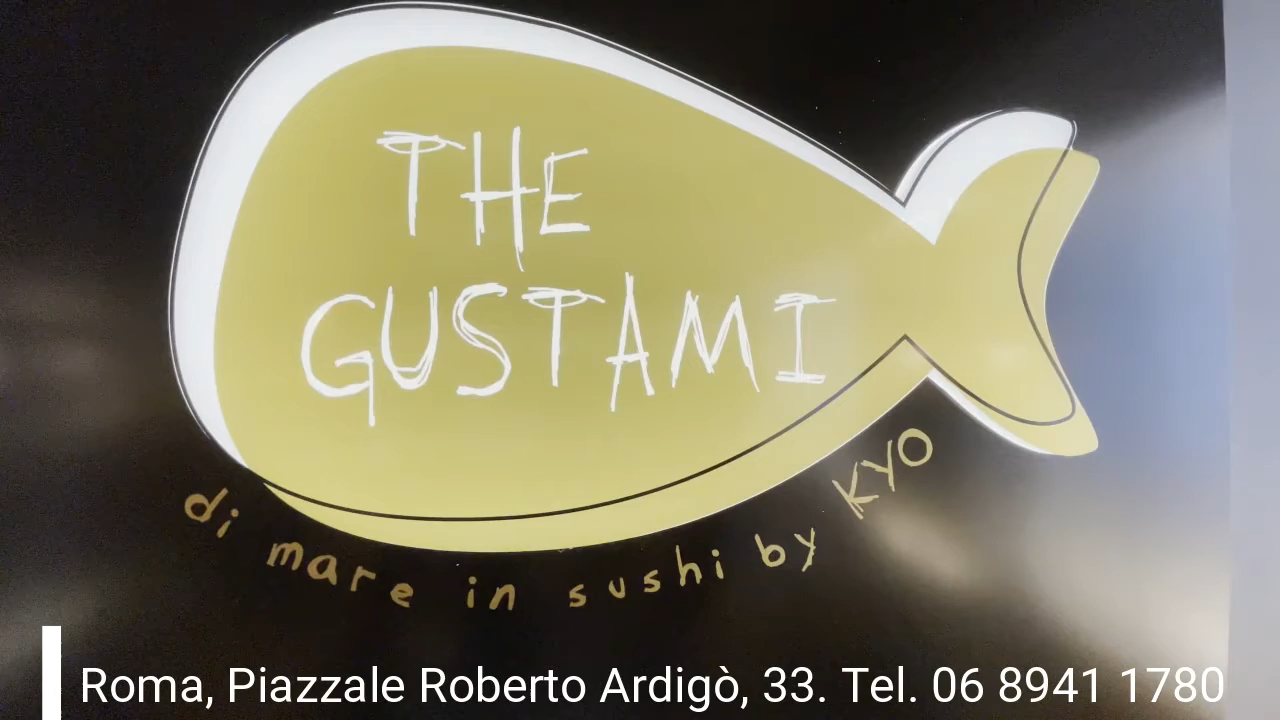 THE
GUSTAMI
di mare in sushi by KYO
Roma, Piazzale Roberto Ardigò, 33. Tel. 06 8941 1780